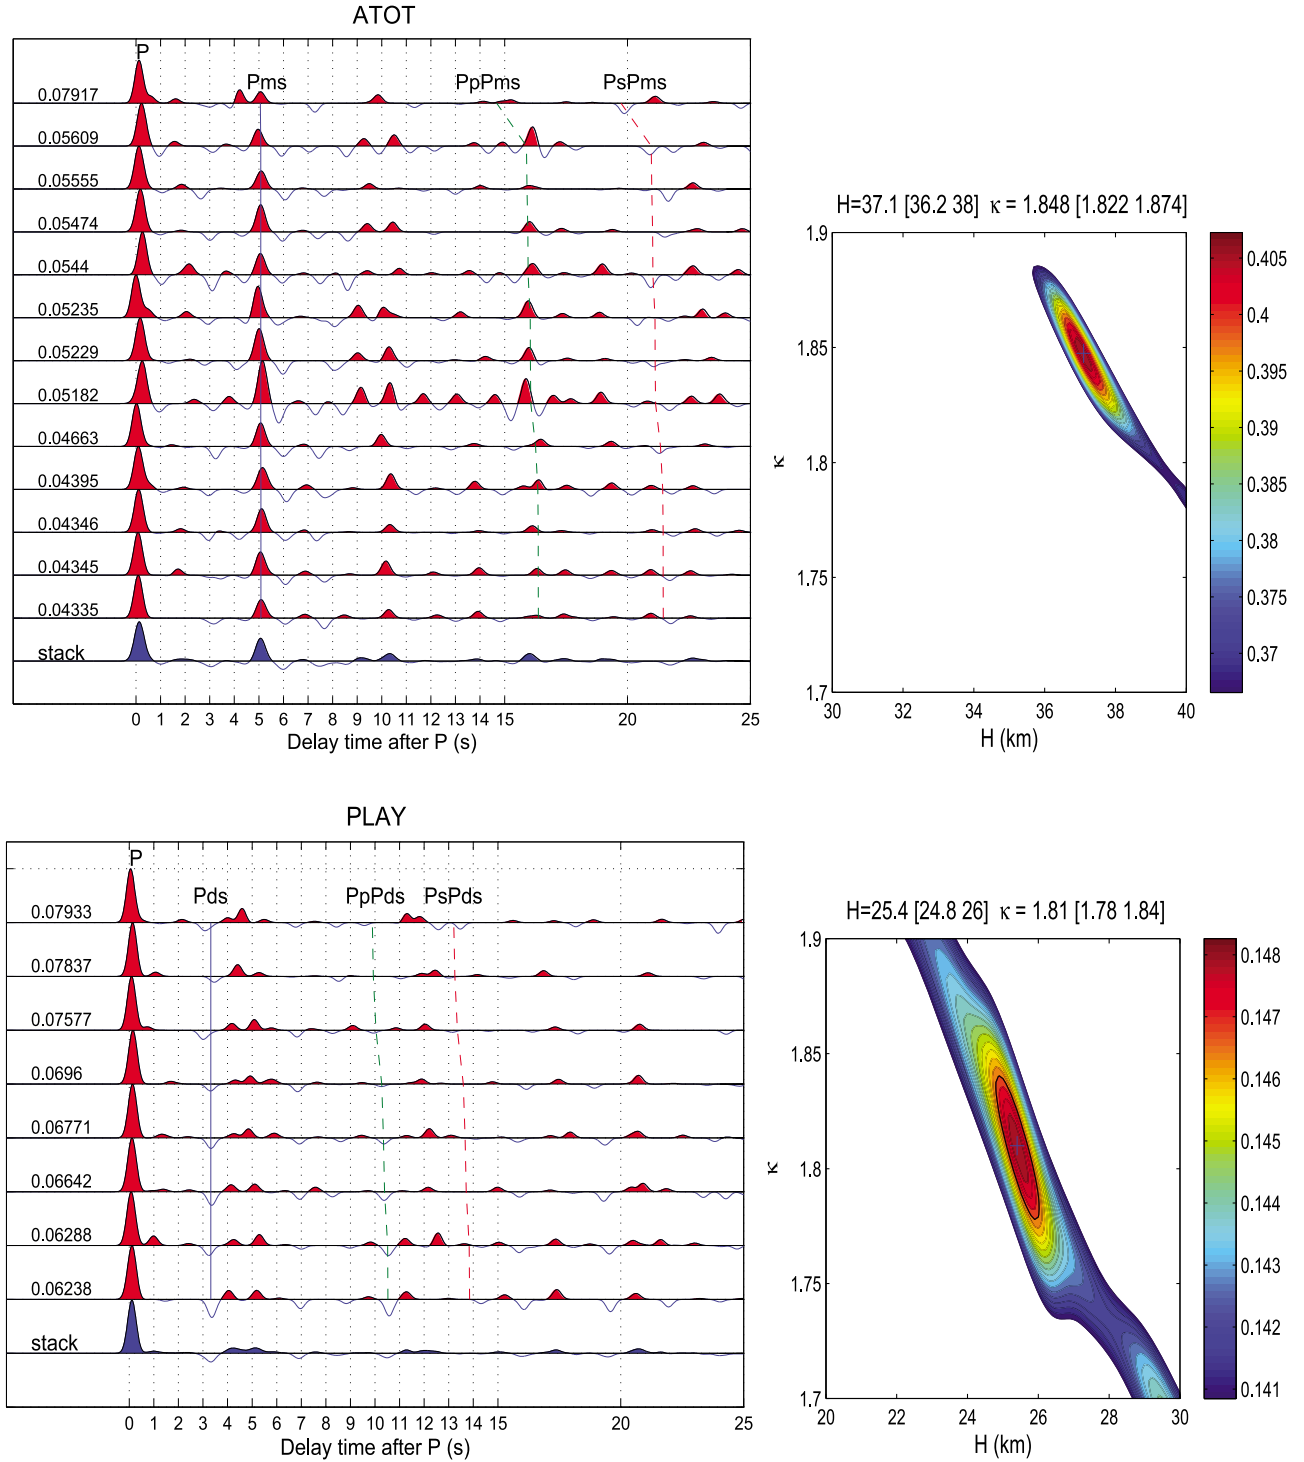 ATOT
P
Pms PpPms PsPms
0.07917
0.05609
0.05555
0.05474
0.0544
0.05235
0.05229
0.05182
0.04663
0.04395
0.04346
0.04345
0.04335
stack
0 1 2 3 4 5 6 7 8 9 10 11 12 13 14 15 20 25
Delay time after P (s)
H=37.1 [36.2 38] κ = 1.848 [1.822 1.874]
1.9
1.85
1.8
1.75
1.7
κ
30 32 34 36 38 40
H (km)
0.405
0.4
0.395
0.39
0.385
0.38
0.375
0.37
PLAY
P
Pds PpPds PsPds
0.07933
0.07837
0.07577
0.0696
0.06771
0.06642
0.06288
0.06238
stack
0 1 2 3 4 5 6 7 8 9 10 11 12 13 14 15 20 25
Delay time after P (s)
H=25.4 [24.8 26] κ = 1.81 [1.78 1.84]
1.9
1.85
1.8
1.75
1.7
κ
20 22 24 26 28 30
H (km)
0.148
0.147
0.146
0.145
0.144
0.143
0.142
0.141